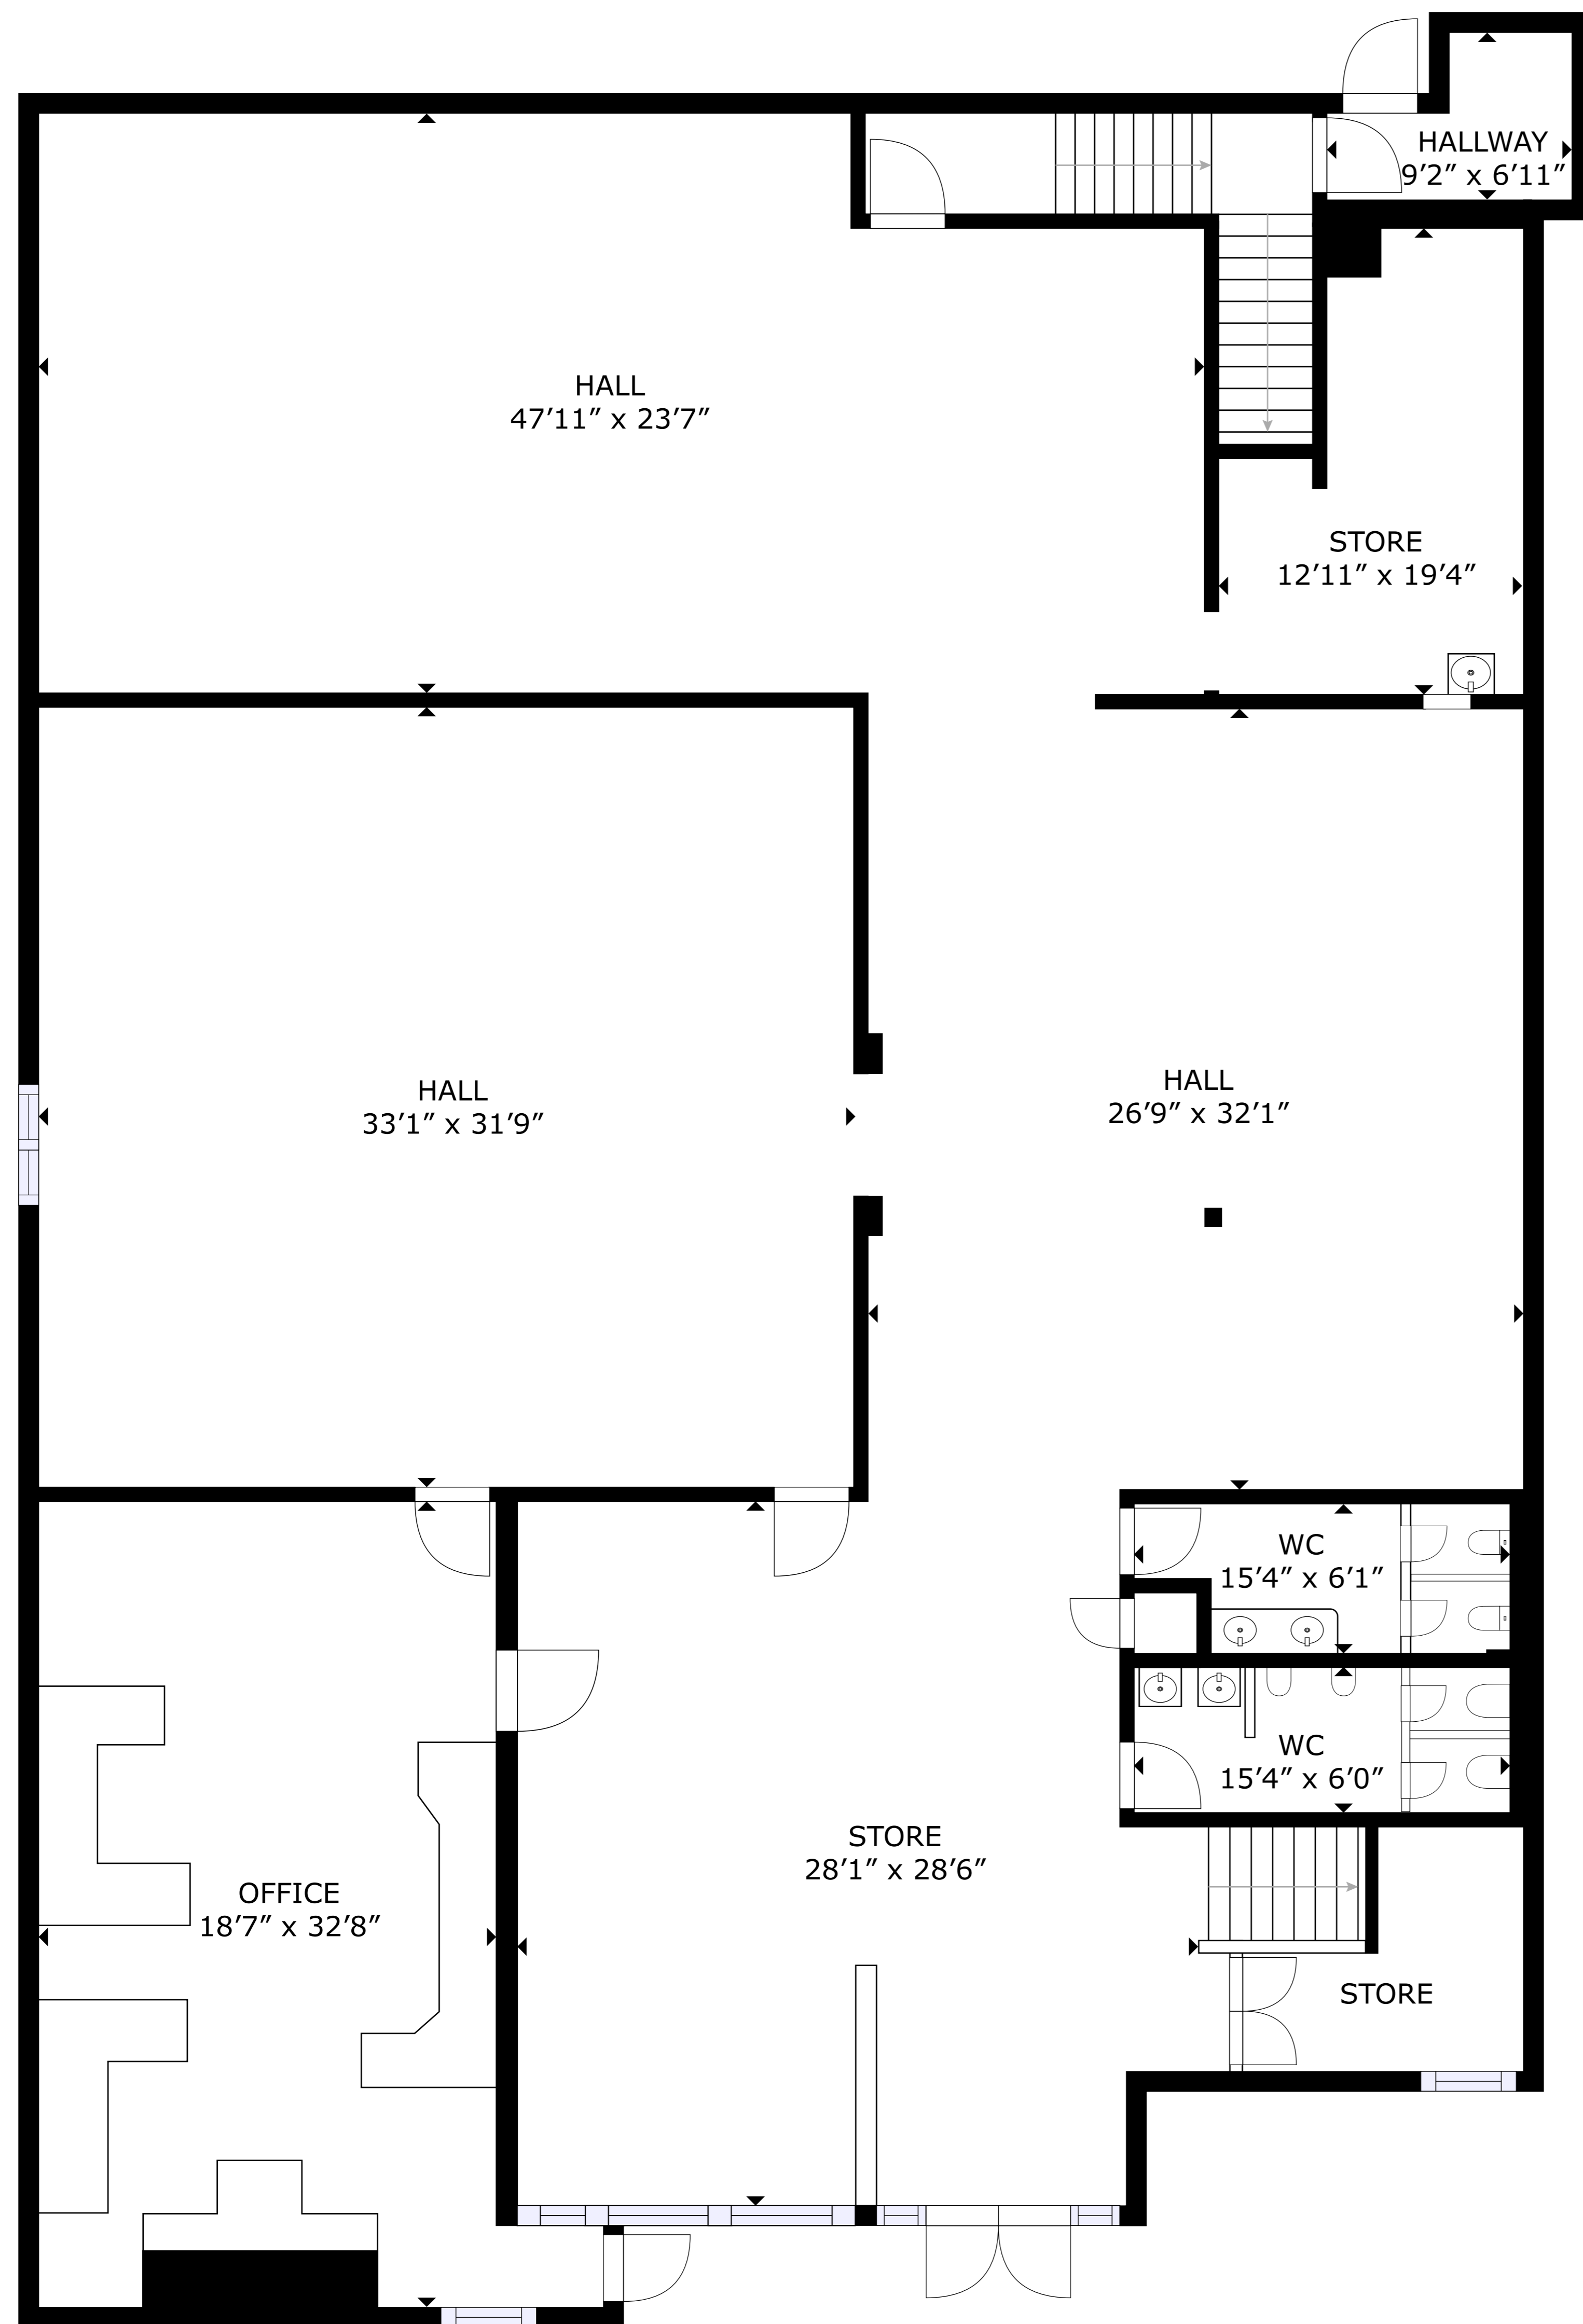 HALLWAY
9′2″ x 6′11″
HALL
47′11″ x 23′7″
STORE
12′11″ x 19′4″
HALL
33′1″ x 31′9″
HALL
26′9″ x 32′1″
WC
15′4″ x 6′1″
WC
15′4″ x 6′0″
STORE
28′1″ x 28′6″
OFFICE
18′7″ x 32′8″
STORE